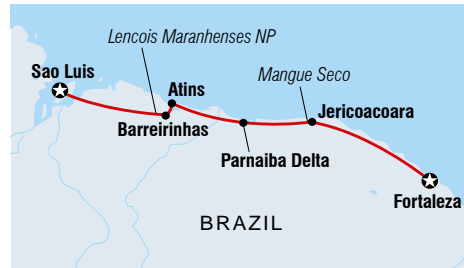 Lencois Maranhenses NP
Sao Luis
Mangue Seco
Atins
Jericoacoara
Barreirinhas
Parnaiba Delta
Fortaleza
BRAZIL